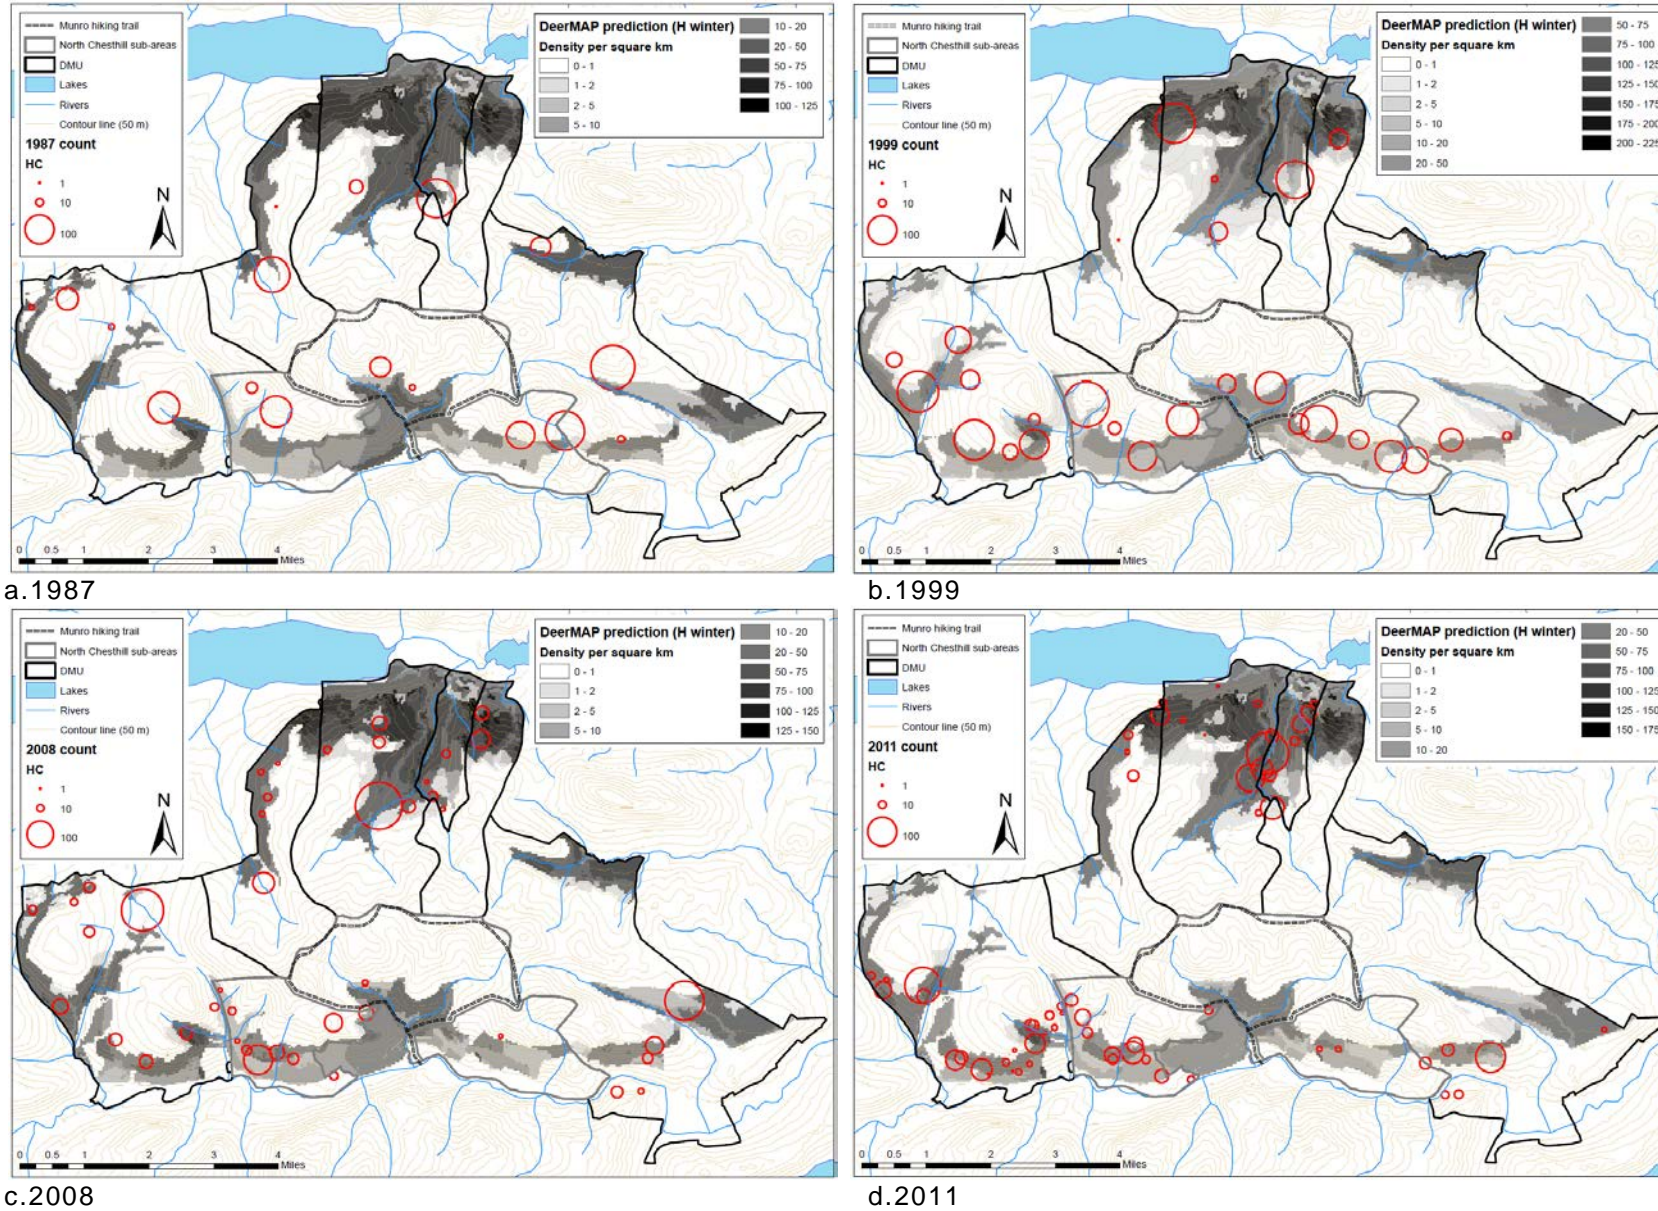 Munro hiking trail
North Chesthill sub-areas
DMU
Lakes
Rivers
Contour line (50 m)
1987 count
HC
1
10
100
N
DeerMAP prediction (H winter)
Density per square km
0 - 1
1 - 2
2 - 5
5 - 10
10 - 20
20 - 50
50 - 75
75 - 100
100 - 125
0 0.5 1 2 3 4
Miles
a.1987
Munro hiking trail
North Chesthill sub-areas
DMU
Lakes
Rivers
Contour line (50 m)
1999 count
HC
1
10
100
N
DeerMAP prediction (H winter)
Density per square km
0 - 1
1 - 2
2 - 5
5 - 10
10 - 20
20 - 50
50 - 75
75 - 100
100 - 125
125 - 150
150 - 175
175 - 200
200 - 225
0 0.5 1 2 3 4
Miles
b.1999
Munro hiking trail
North Chesthill sub-areas
DMU
Lakes
Rivers
Contour line (50 m)
2008 count
HC
1
10
100
N
DeerMAP prediction (H winter)
Density per square km
0 - 1
1 - 2
2 - 5
5 - 10
10 - 20
20 - 50
50 - 75
75 - 100
100 - 125
125 - 150
0 0.5 1 2 3 4
Miles
c.2008
Munro hiking trail
North Chesthill sub-areas
DMU
Lakes
Rivers
Contour line (50 m)
2011 count
HC
1
10
100
N
DeerMAP prediction (H winter)
Density per square km
0 - 1
1 - 2
2 - 5
5 - 10
10 - 20
20 - 50
50 - 75
75 - 100
100 - 125
125 - 150
150 - 175
0 0.5 1 2 3 4
Miles
d.2011